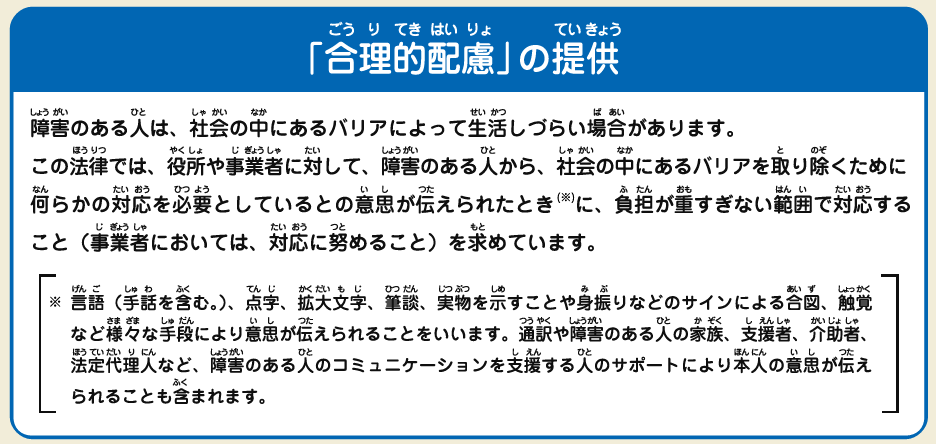 「合理的配慮」の提供
障害のある人は、社会の中にあるバリアによって生活しづらい場合があります。
この法律では、役所や事業者に対して、障害のある人から、社会の中にあるバリアを取り除くために
何らかの対応を必要としているとの意思が伝えられたとき(※)に、負担が重すぎない範囲で対応する
こと（事業者においては、対応に努めること）を求めています。
※ 言語（手話を含む。）、点字、拡大文字、筆談、実物を示すことや身振りなどのサインによる合図、触覚
など様々な手段により意思が伝えられることをいいます。通訳や障害のある人の家族、支援者、介助者、
法定代理人など、障害のある人のコミュニケーションを支援する人のサポートにより本人の意思が伝え
られることも含まれます。